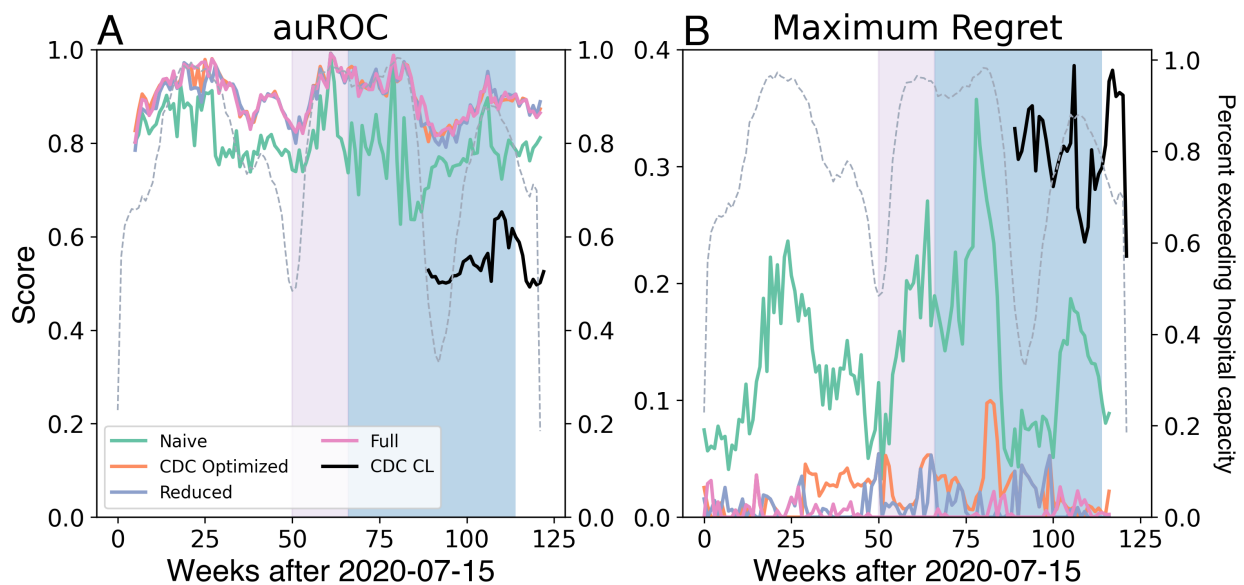 A auROC
B Maximum Regret
1.0
0.8
0.6
0.4
0.2
0.0
Score
1.0
0.8
0.6
0.4
0.2
0.0
Naive
CDC Optimized
Reduced
Full
CDC CL
0 25 50 75 100 125
Weeks after 2020-07-15
0.4
0.3
0.2
0.1
0.0
1.0
0.8
0.6
0.4
0.2
0.0
Percent exceeding hospital capacity
0 25 50 75 100 125
Weeks after 2020-07-15